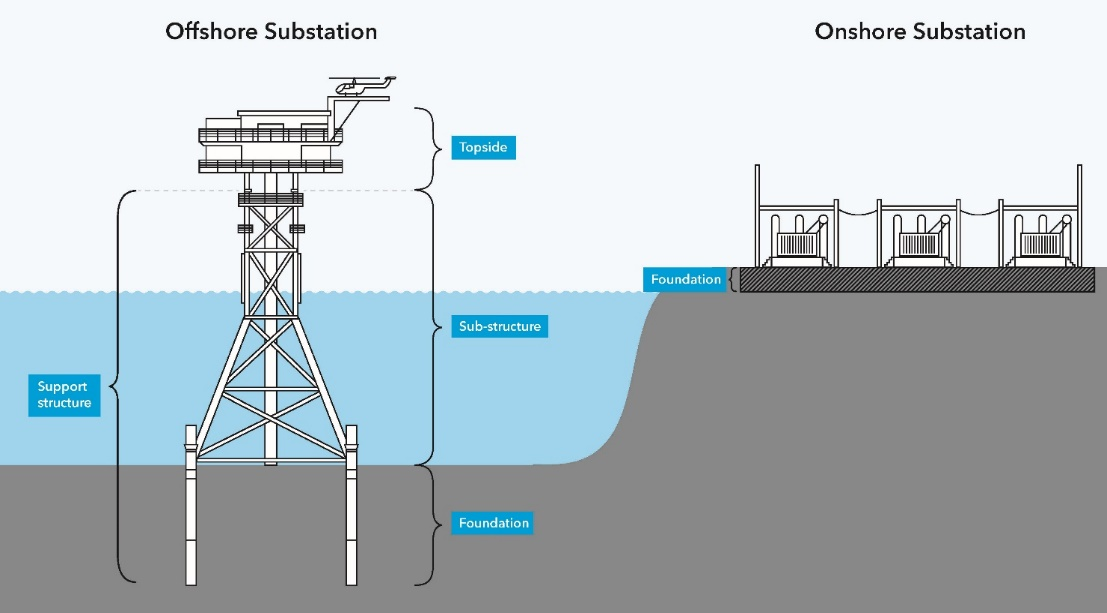 Offshore Substation
Onshore Substation
Topside
Foundation
Sub-structure
Support
structure
Foundation